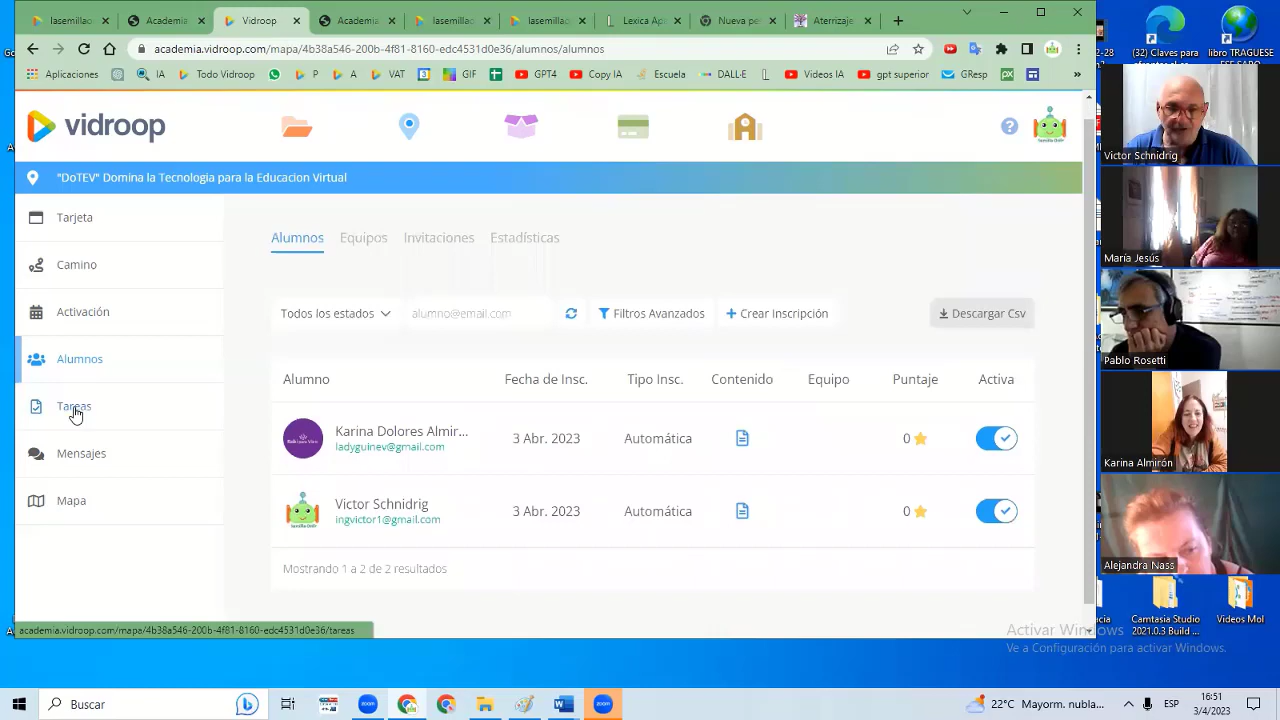 Academia
Vidroop
Academia
lasemillac
lasemillac
Lexica Ap
Nueva pe
Aterrizaje
academia.vidroop.com/mapa/4b38a546-200b-4f81-8160-edc4531d0e36/alumnos/alumnos
Aplicaciones
IA
Todo Vidroop
P
A
VAT
GIF
GPT4
Copy IA
Escuela
DALL·E
Videos IA
gpt superior
GResp
(32) Claves para
libro TRAGUESE
vidroop
"DoTEV" Domina la Tecnologia para la Educacion Virtual
Tarjeta
Camino
Activación
Alumnos
Tareas
Mensajes
Mapa
Alumnos Equipos Invitaciones Estadísticas
Todos los estados
alumno@email.com
Filtros Avanzados
Crear Inscripción
Descargar Csv
Alumno Fecha de Insc. Tipo Insc. Contenido Equipo Puntaje Activa
Karina Dolores Almir...
ladyguinev@gmail.com
3 Abr. 2023 Automática 0
Victor Schnidrig
ingvictor1@gmail.com
3 Abr. 2023 Automática 0
Mostrando 1 a 2 de 2 resultados
academia.vidroop.com/mapa/4b38a546-200b-4f81-8160-edc4531d0e36/tareas
Victor Schnidrig
María Jesús
Pablo Rosetti
Karina Almirón
Alejandra Nass
Camtasia Studio
2021.0.3 Build ...
Videos Mol
Activar Windows
Ve a Configuración para activar Windows.
Buscar
22°C Mayorm. nubla...
ESP
16:51
3/4/2023